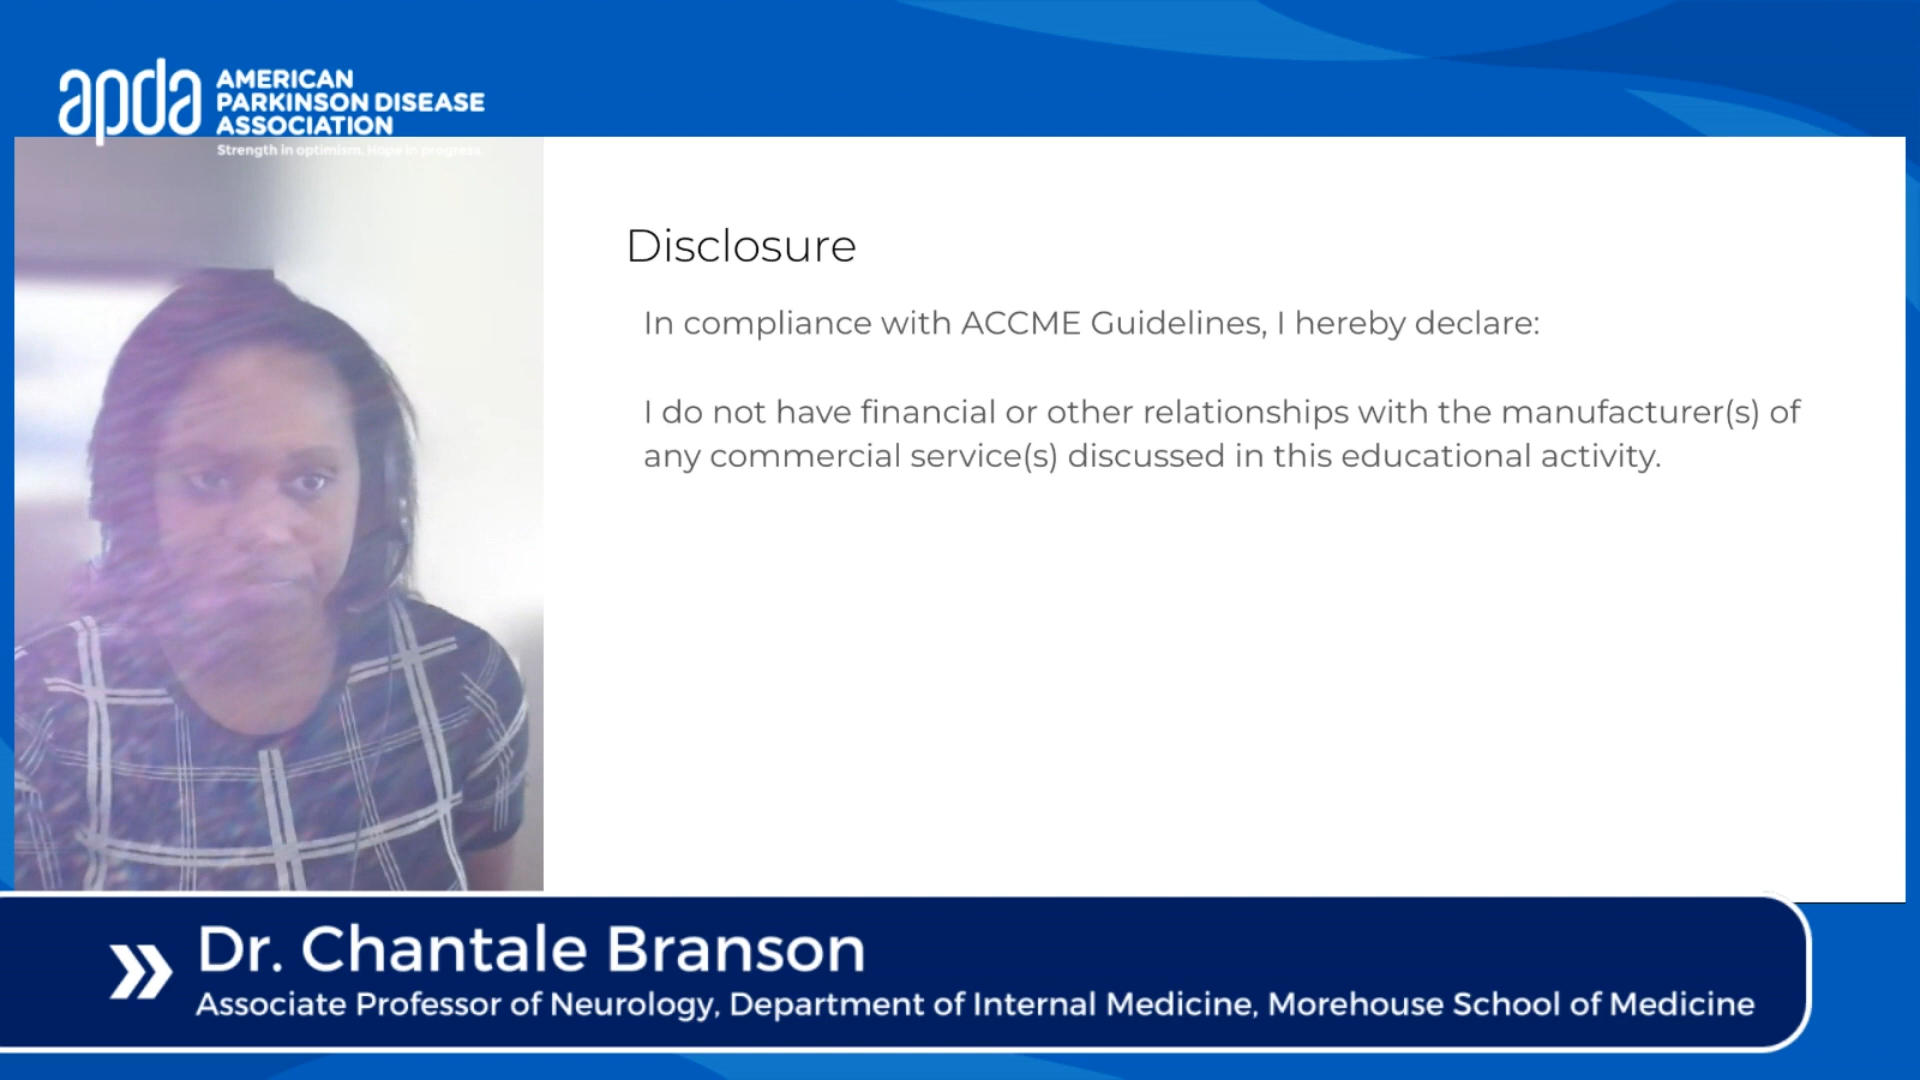 apda
AMERICAN
PARKINSON DISEASE
ASSOCIATION
Strength in optimism. Hope in progress.
Disclosure
In compliance with ACCME Guidelines, I hereby declare:
I do not have financial or other relationships with the manufacturer(s) of
any commercial service(s) discussed in this educational activity.
Dr. Chantale Branson
Associate Professor of Neurology, Department of Internal Medicine, Morehouse School of Medicine